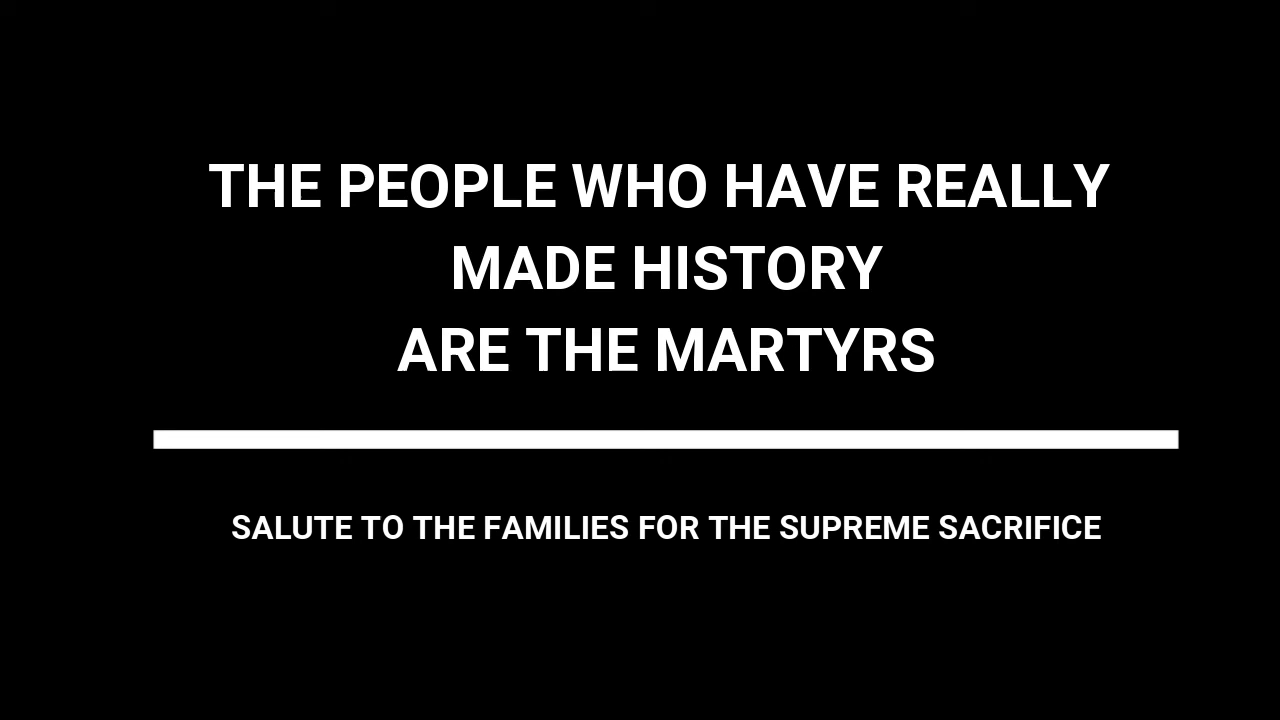 THE PEOPLE WHO HAVE REALLY
MADE HISTORY
ARE THE MARTYRS
SALUTE TO THE FAMILIES FOR THE SUPREME SACRIFICE